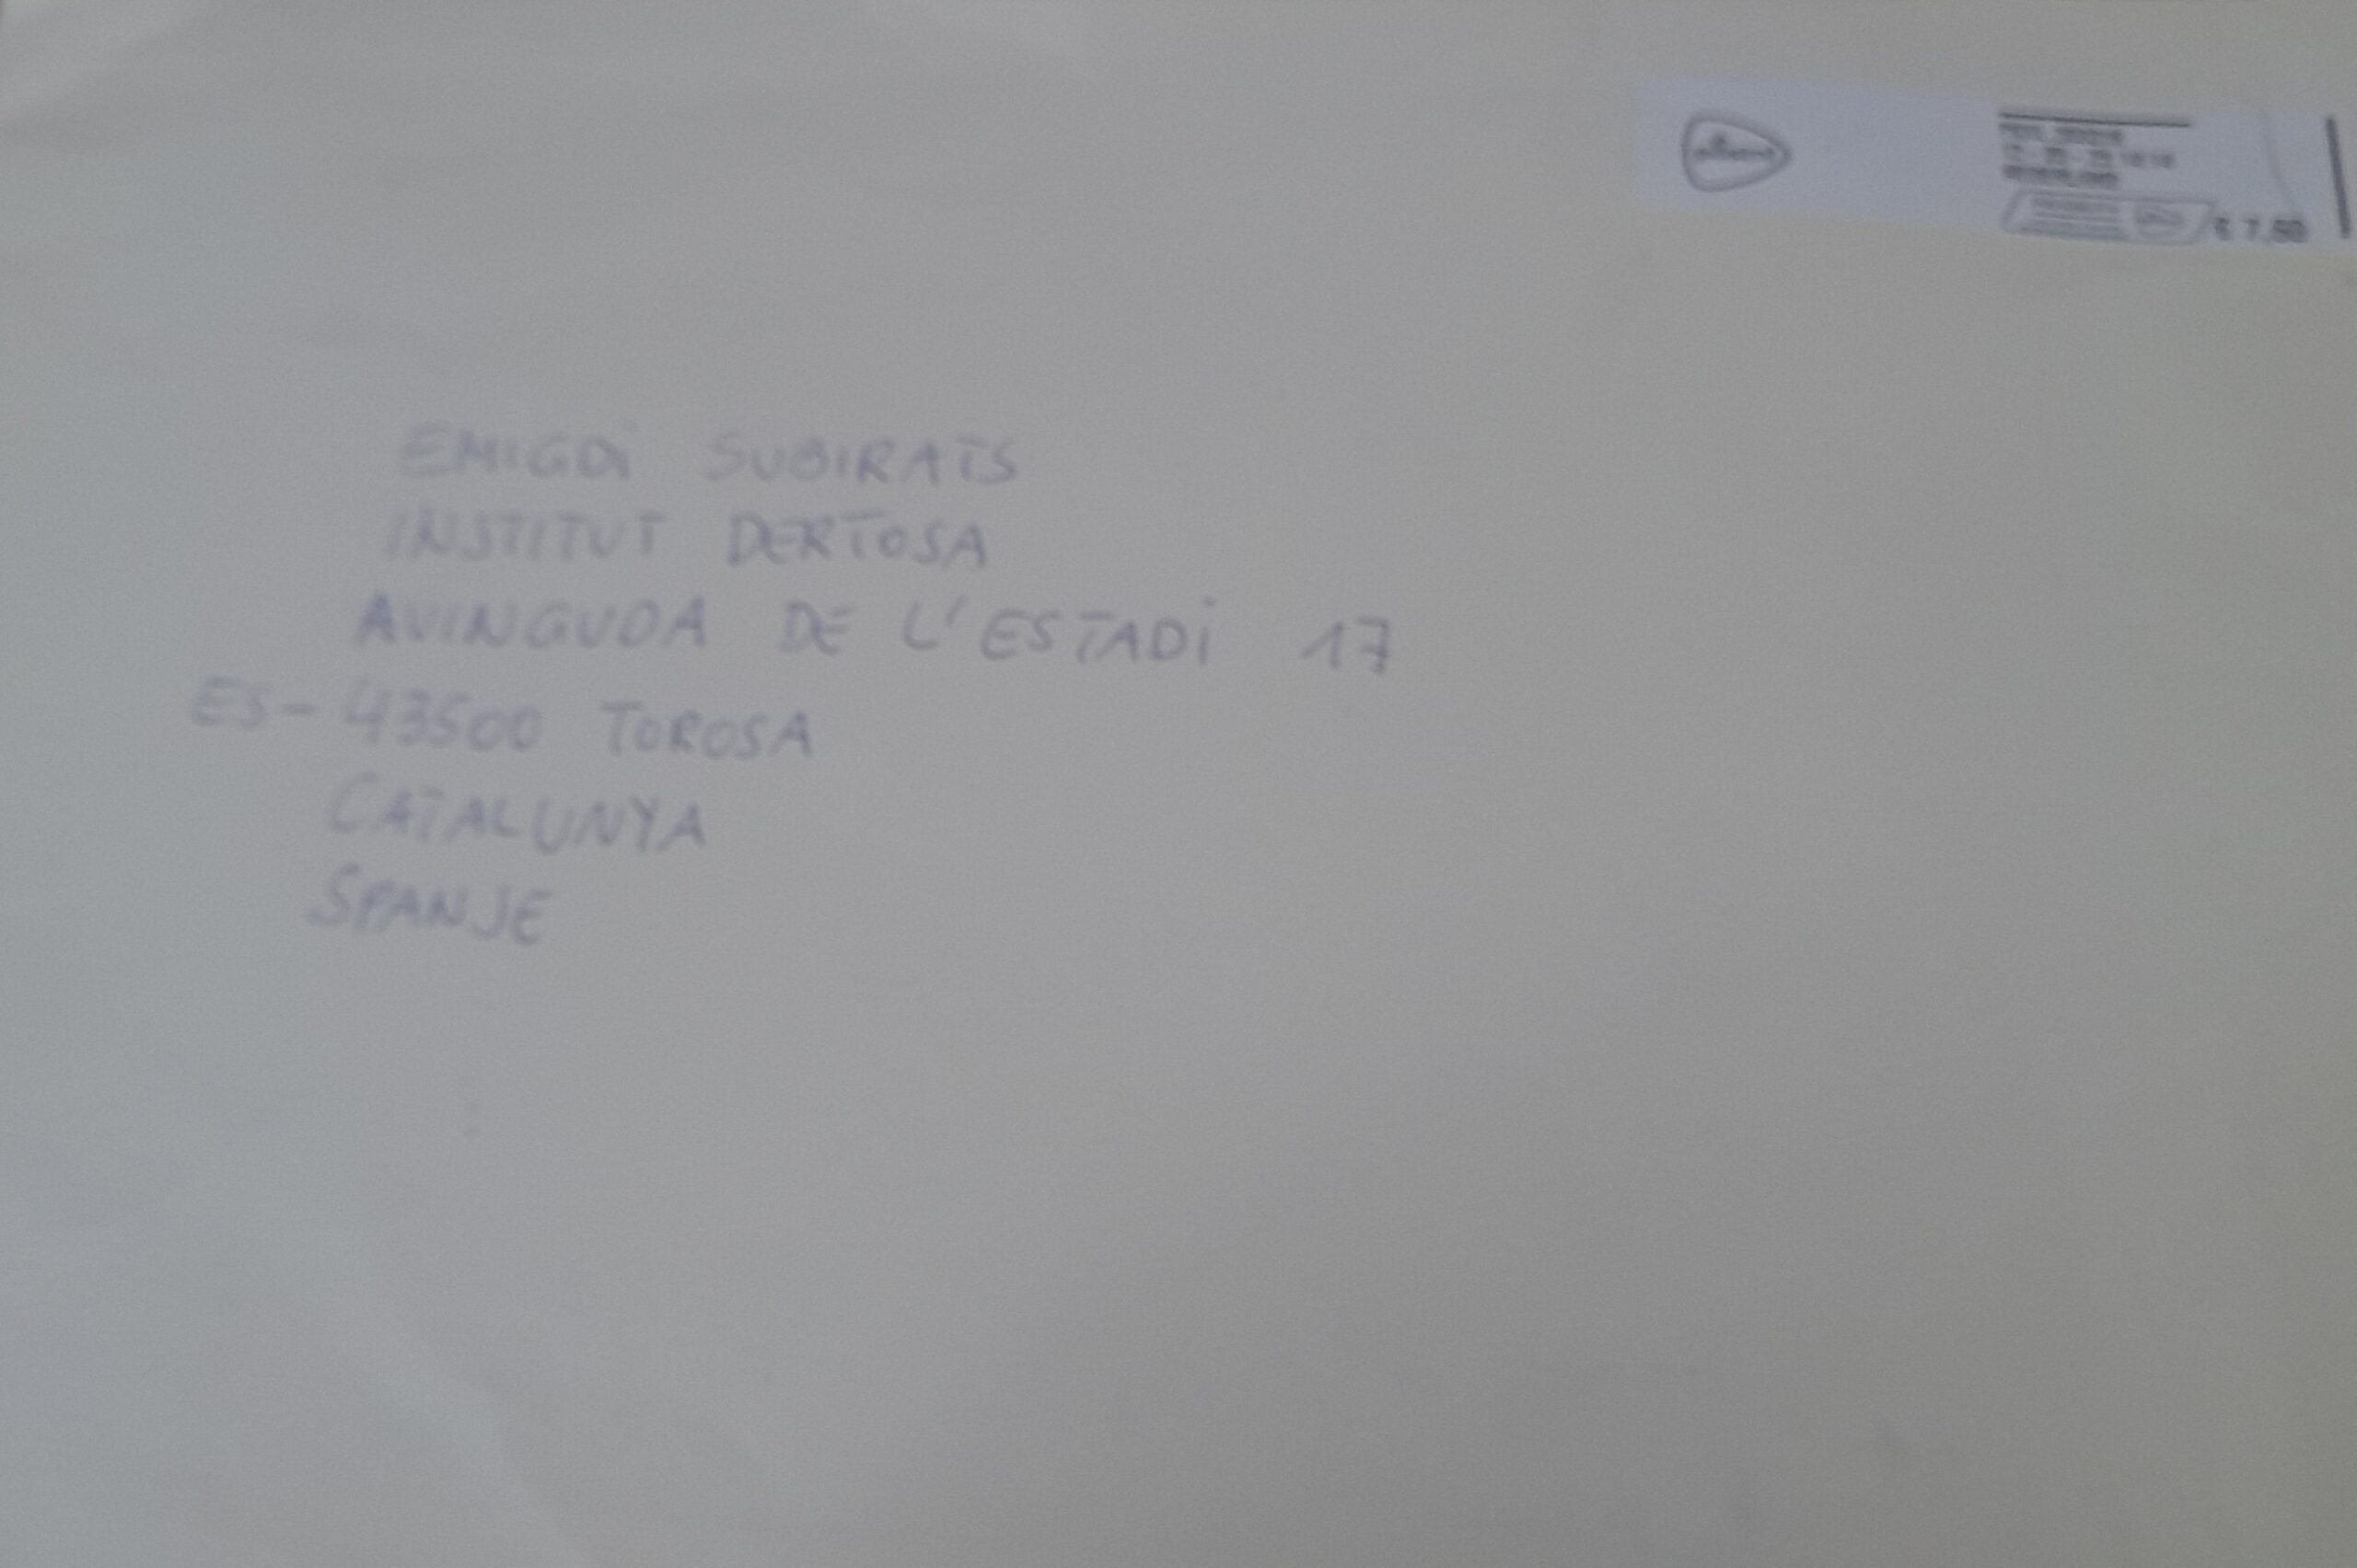 EMIGDI SUBIRATS
INSTITUT DERTOSA
AVINGUDA DE L'ESTADI 17
ES-43500 TOROSA
CATALUNYA
SPANJE